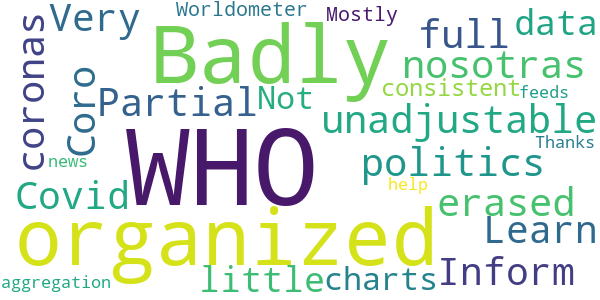 Worldometer
Mostly
Very
Badly
full
data
coronas
Coro
nosotras
Partial
Not
consistent
feeds
unadjustable
WHO
Thanks
news
politics
Covid
help
erased
organized
Learn
aggregation
little
charts
Inform